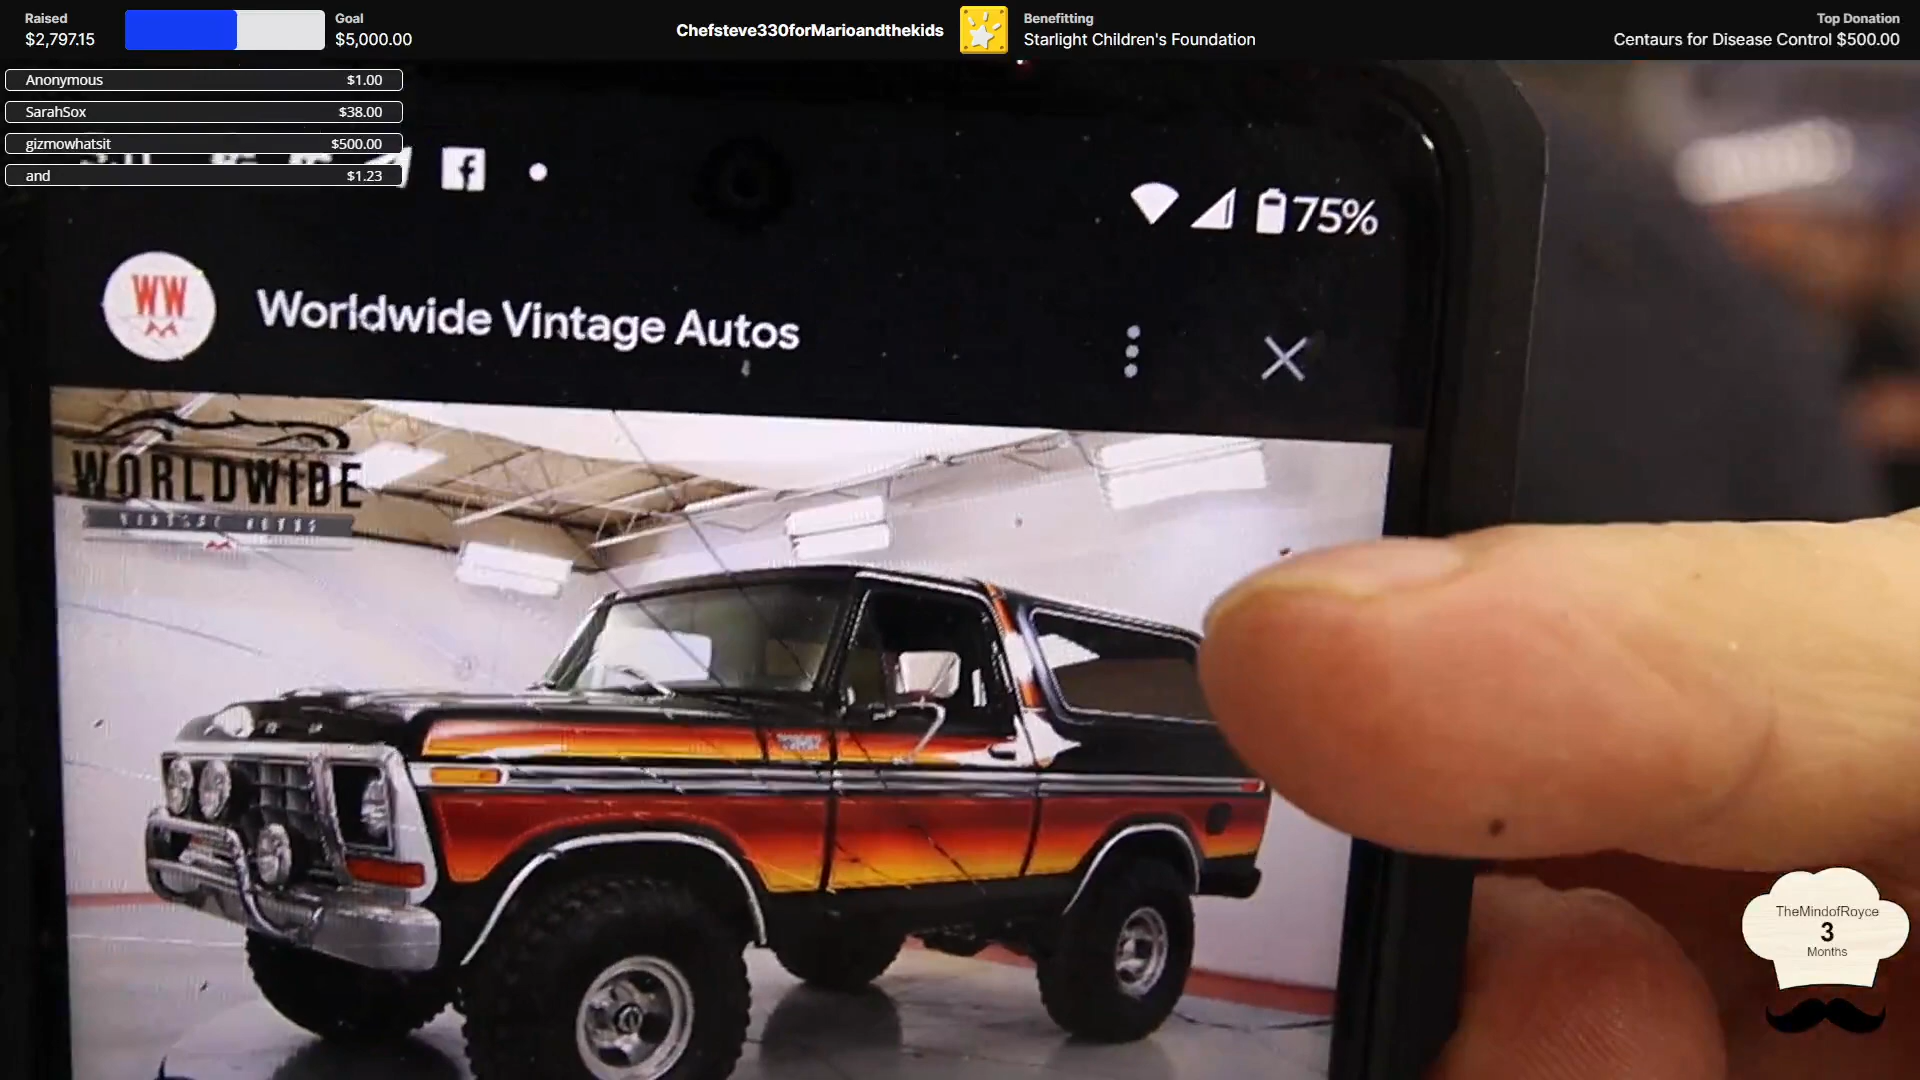 Raised
$2,797.15
Goal
$5,000.00
Chefsteve330forMarioandthekids
Benefitting
Starlight Children's Foundation
Top Donation
Centaurs for Disease Control $500.00
Anonymous $1.00
SarahSox $38.00
gizmowhatsit $500.00
and $1.23
75%
WW
Worldwide Vintage Autos
WORLDWIDE
VINTAGE AUTOS
TheMindofRoyce
3
Months